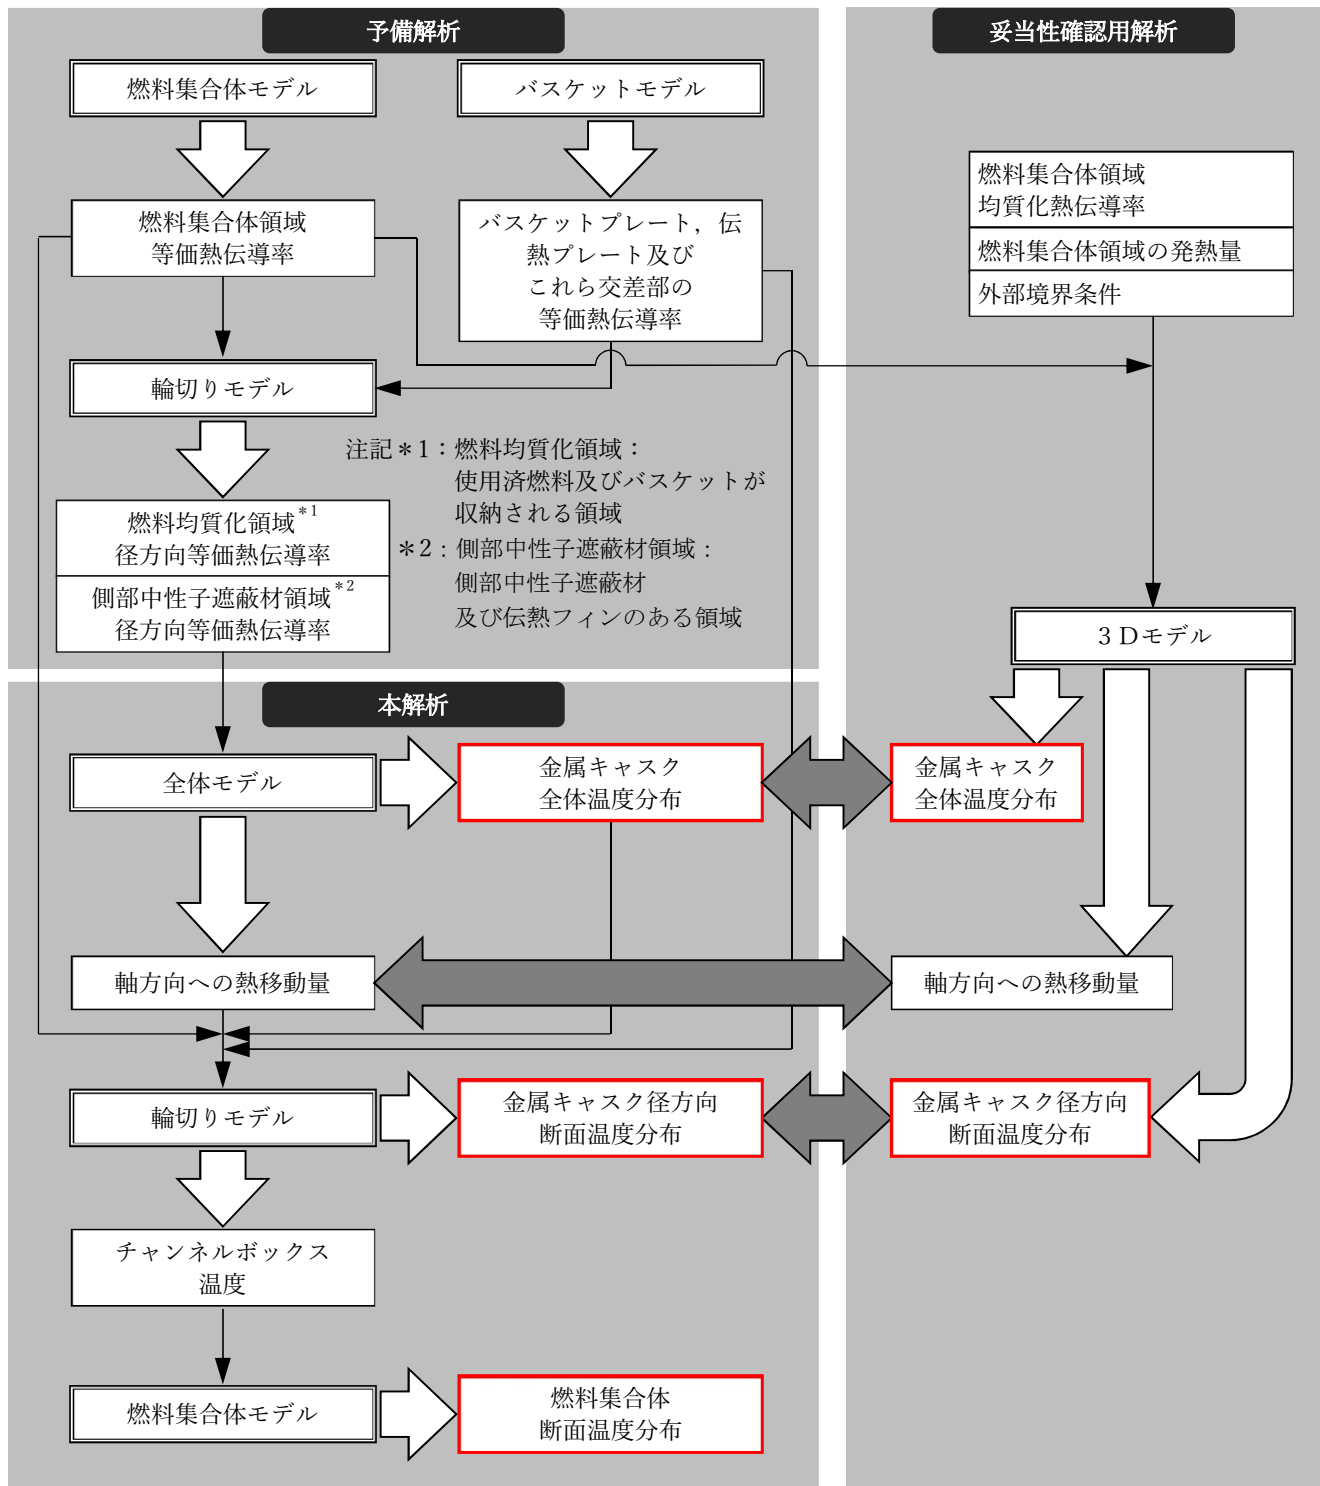 予備解析
燃料集合体モデル
バスケットモデル
燃料集合体領域
等価熱伝導率
バスケットプレート，伝
熱プレート及び
これら交差部の
等価熱伝導率
輪切りモデル
注記＊1：燃料均質化領域：
使用済燃料及びバスケットが
収納される領域
＊2：側部中性子遮蔽材領域：
側部中性子遮蔽材
及び伝熱フィンのある領域
燃料均質化領域＊1
径方向等価熱伝導率
側部中性子遮蔽材領域＊2
径方向等価熱伝導率
妥当性確認用解析
燃料集合体領域
均質化熱伝導率
燃料集合体領域の発熱量
外部境界条件
３Ｄモデル
本解析
全体モデル
金属キャスク
全体温度分布
金属キャスク
全体温度分布
軸方向への熱移動量
軸方向への熱移動量
輪切りモデル
金属キャスク径方向
断面温度分布
金属キャスク径方向
断面温度分布
チャンネルボックス
温度
燃料集合体モデル
燃料集合体
断面温度分布